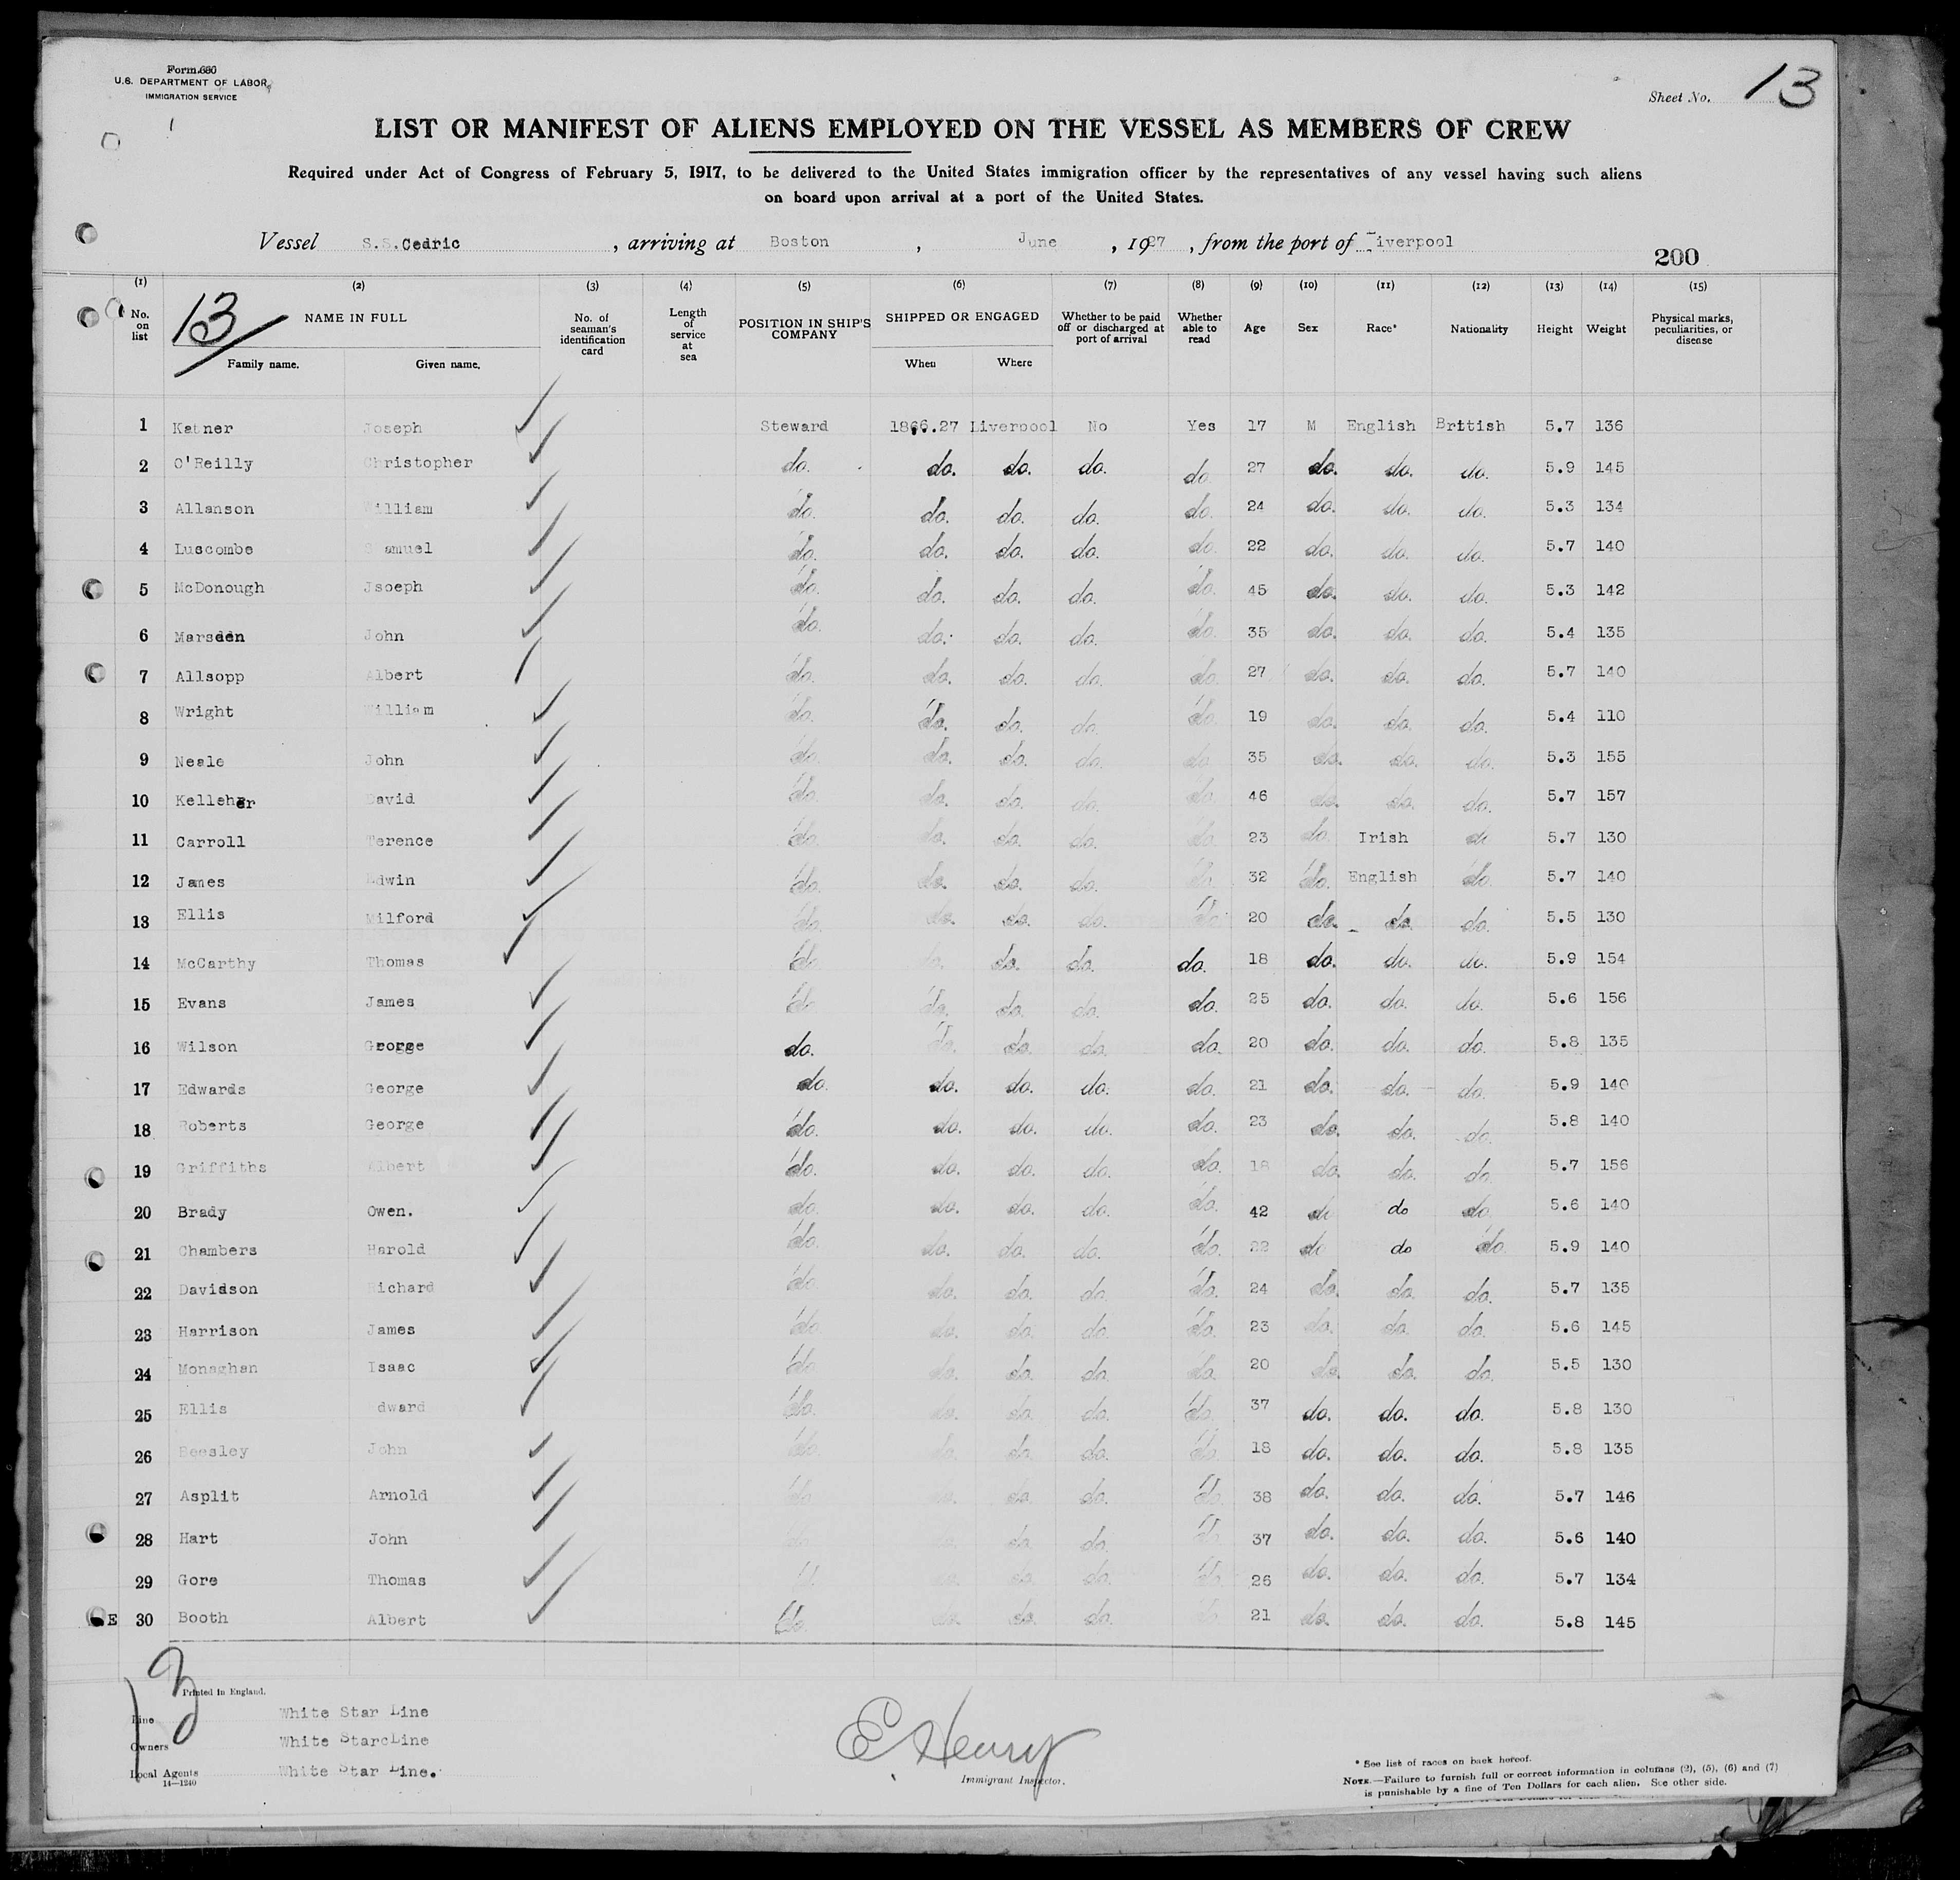 Form 680
U.S. DEPARTMENT OF LABOR
IMMIGRATION SERVICE
Sheet No. 13
LIST OR MANIFEST OF ALIENS EMPLOYED ON THE VESSEL AS MEMBERS OF CREW
Required under Act of Congress of February 5, 1917, to be delivered to the United States immigration officer by the representatives of any vessel having such aliens
on board upon arrival at a port of the United States.
Vessel S.S. Cedric , arriving at Boston , June , 1927 , from the port of Liverpool
200
(1) (2) (3) (4) (5) (6) (7) (8) (9) (10) (11) (12) (13) (14) (15)
No. on list 13 NAME IN FULL Family name. Given name. No. of seaman's identification card Length of service at sea POSITION IN SHIP'S COMPANY SHIPPED OR ENGAGED When Where Whether to be paid off or discharged at port of arrival Whether able to read Age Sex Race* Nationality Height Weight Physical marks, peculiarities, or disease
1 Katner Joseph Steward 18.6.27 Liverpool No Yes 17 M English British 5.7 136
2 O'Reilly Christopher do. do. do. do. do. 27 do. do. do. 5.9 145
3 Allanson William do. do. do. do. do. 24 do. do. do. 5.3 134
4 Luscombe Samuel do. do. do. do. do. 22 do. do. do. 5.7 140
5 McDonough Jsoeph do. do. do. do. do. 45 do. do. do. 5.3 142
6 Marsden John do. do. do. do. do. 35 do. do. do. 5.4 135
7 Allsopp Albert do. do. do. do. do. 27 do. do. do. 5.7 140
8 Wright William do. do. do. do. do. 19 do. do. do. 5.4 110
9 Neale John do. do. do. do. do. 35 do. do. do. 5.3 155
10 Kelleher David do. do. do. do. do. 46 do. do. do. 5.7 157
11 Carroll Terence do. do. do. do. do. 23 do. Irish do 5.7 130
12 James Edwin do. do. do. do. do. 32 do. English do. 5.7 140
13 Ellis Milford do. do. do. do. do. 20 do. do. do. 5.5 130
14 McCarthy Thomas do. do. do. do. do. 18 do. do. do. 5.9 154
15 Evans James do. do. do. do. do. 25 do. do. do. 5.6 156
16 Wilson George do. do. do. do. do. 20 do. do. do. 5.8 135
17 Edwards George do. do. do. do. do. 21 do. do. do. 5.9 140
18 Roberts George do. do. do. do. do. 23 do. do. do. 5.8 140
19 Griffiths Albert do. do. do. do. do. 18 do. do. do. 5.7 156
20 Brady Owen. do. do. do. do. do. 42 do do do. 5.6 140
21 Chambers Harold do. do. do. do. do. 22 do do do. 5.9 140
22 Davidson Richard do. do. do. do. do. 24 do. do. do. 5.7 135
23 Harrison James do. do. do. do. do. 23 do. do. do. 5.6 145
24 Monaghan Isaac do. do. do. do. do. 20 do. do. do. 5.5 130
25 Ellis Edward do. do. do. do. do. 37 do. do. do. 5.8 130
26 Beesley John do. do. do. do. do. 18 do. do. do. 5.8 135
27 Asplit Arnold do. do. do. do. do. 38 do. do. do. 5.7 146
28 Hart John do. do. do. do. do. 37 do. do. do. 5.6 140
29 Gore Thomas do. do. do. do. do. 26 do. do. do. 5.7 134
E 30 Booth Albert do. do. do. do. do. 21 do. do. do. 5.8 145
Printed in England.
Line White Star Line
Owners White StarcLine
Local Agents White Star Line.
14—1240
E Henry
Immigrant Inspector.
* See list of races on back hereof.
NOTE.—Failure to furnish full or correct information in columns (2), (5), (6) and (7)
is punishable by a fine of Ten Dollars for each alien. See other side.